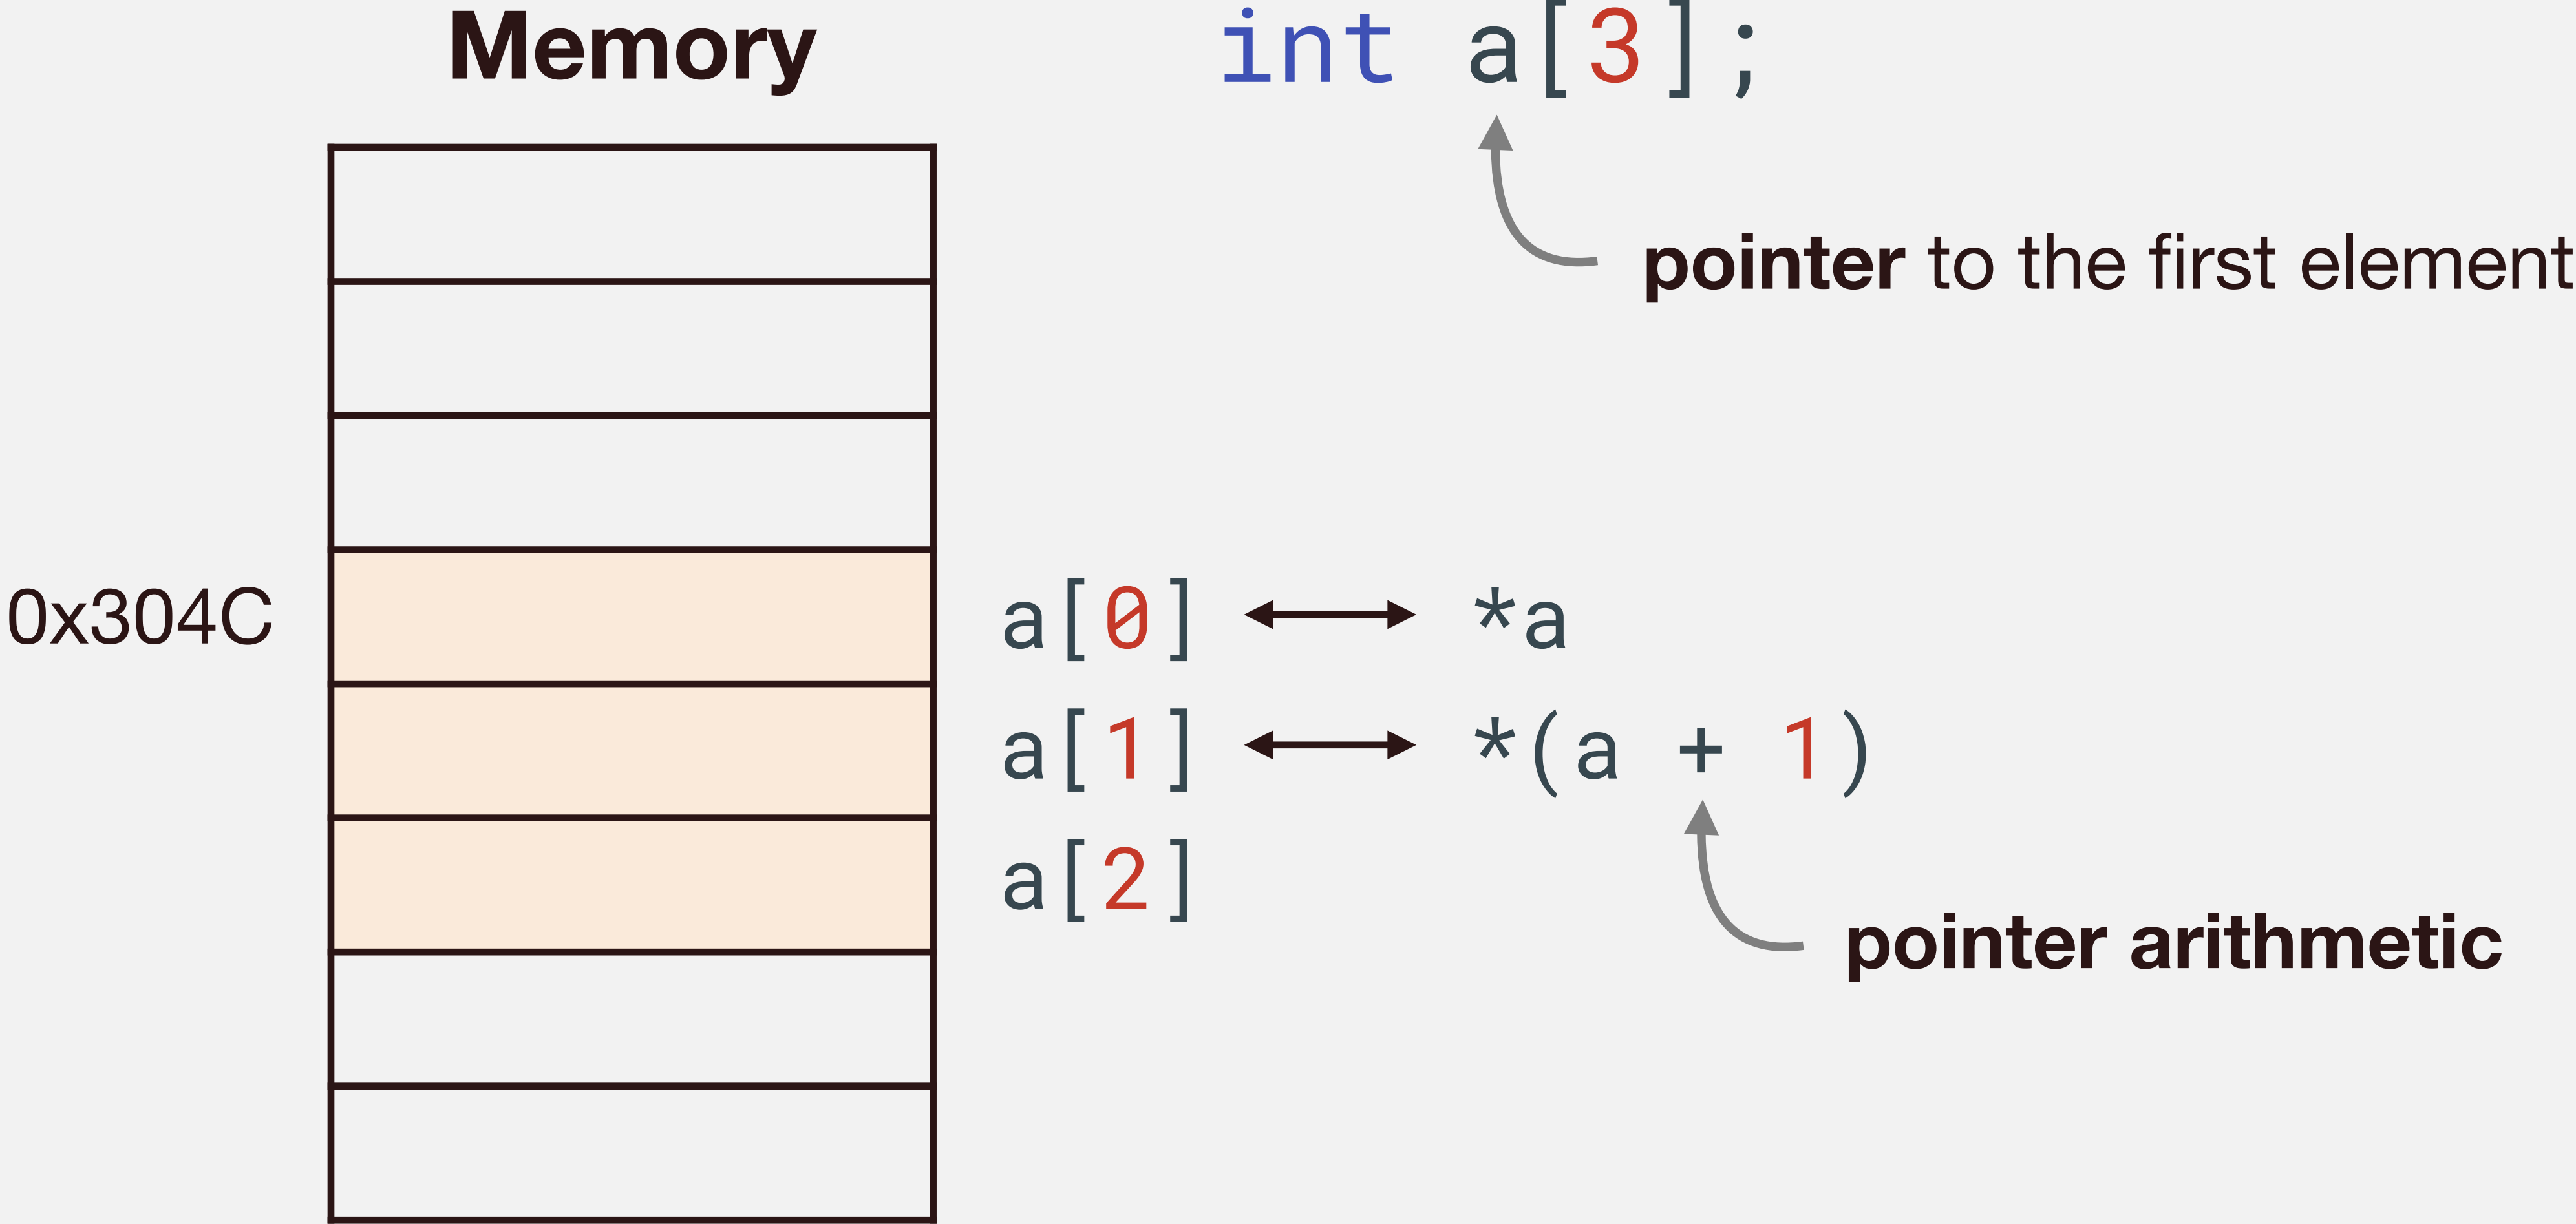 Memory
int a[3];
pointer to the first element
0x304C
a[0]
*a
a[1]
*(a + 1)
a[2]
pointer arithmetic